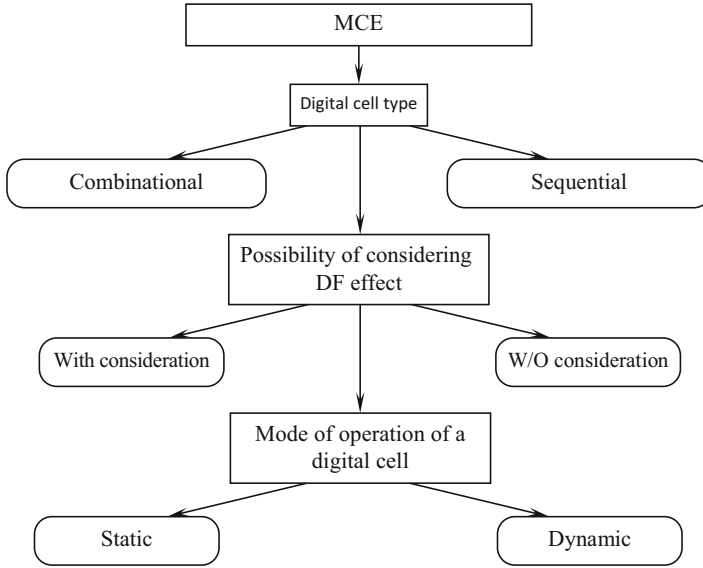 MCE
Digital cell type
Combinational
Sequential
Possibility of considering
DF effect
With consideration
W/O consideration
Mode of operation of a
digital cell
Static
Dynamic